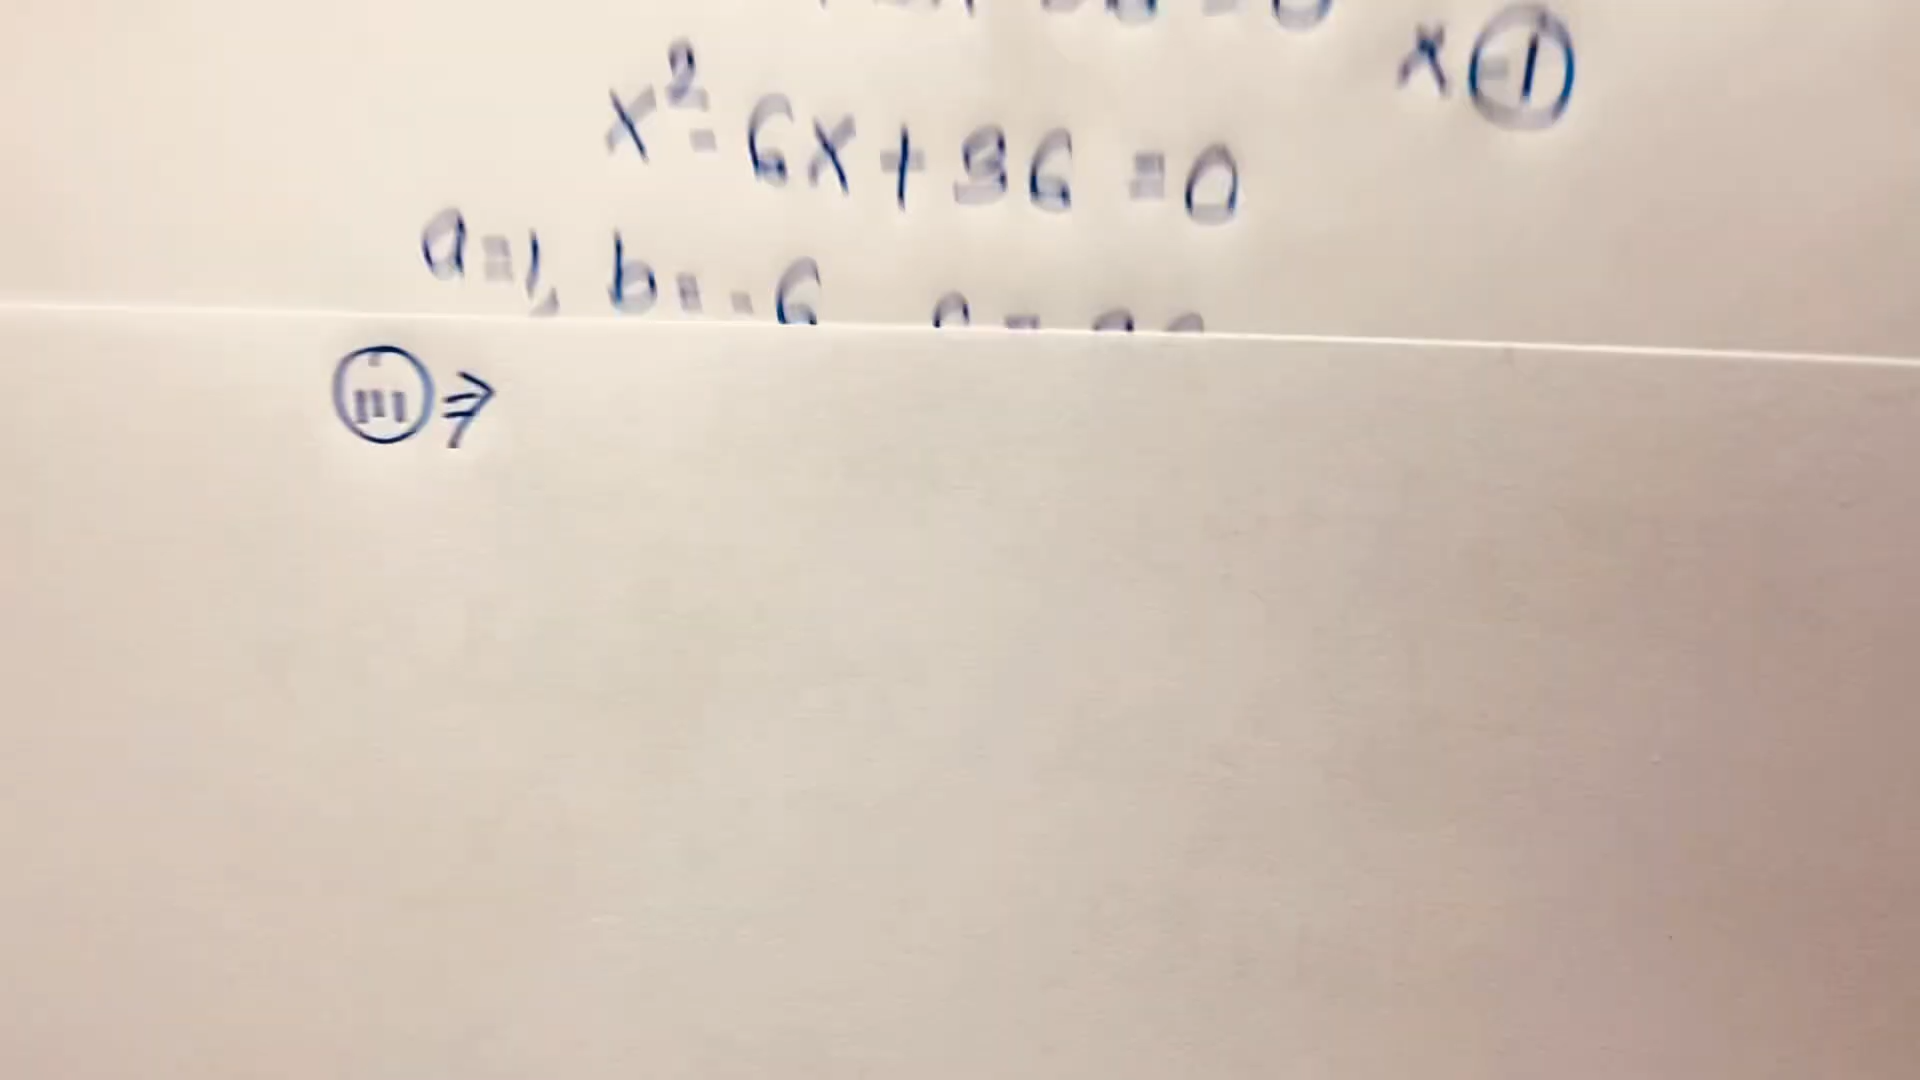 x (-1)
x² - 6x + 36 = 0
a = 1, b = -6
(iii) ⇒